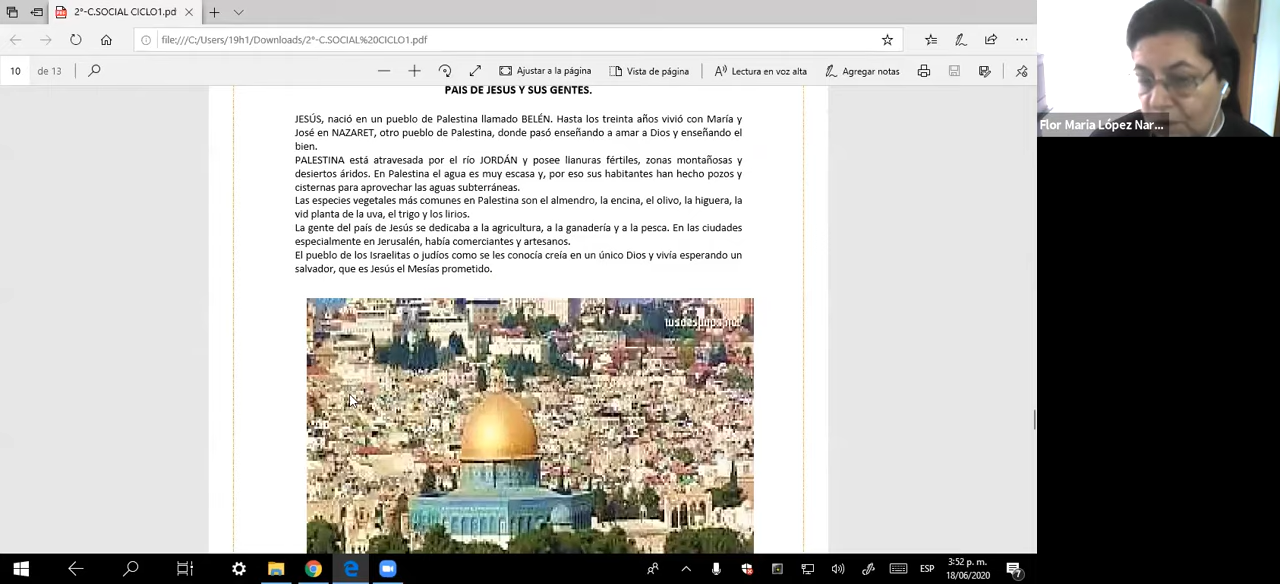 2°-C.SOCIAL CICLO1.pd
file:///C:/Users/19h1/Downloads/2°-C.SOCIAL%20CICLO1.pdf
10 de 13 Ajustar a la página Vista de página Lectura en voz alta Agregar notas
PAIS DE JESUS Y SUS GENTES.
JESÚS, nació en un pueblo de Palestina llamado BELÉN. Hasta los treinta años vivió con María y
José en NAZARET, otro pueblo de Palestina, donde pasó enseñando a amar a Dios y enseñando el
bien.
PALESTINA está atravesada por el río JORDÁN y posee lianuras fértiles, zonas montañosas y
desiertos áridos. En Palestina el agua es muy escasa y, por eso sus habitantes han hecho pozos y
cisternas para aprovechar las aguas subterráneas.
Las especies vegetales más comunes en Palestina son el almendro, la encina, el olivo, la higuera, la
vid planta de la uva, el trigo y los lirios.
La gente del país de Jesús se dedicaba a la agricultura, a la ganadería y a la pesca. En las ciudades
especialmente en Jerusalén, había comerciantes y artesanos.
El pueblo de los Israelitas o judíos como se les conocía creía en un único Dios y vivía esperando un
salvador, que es Jesús el Mesías prometido.
Flor Maria López Nar...
ESP
3:52 p. m.
18/06/2020
7